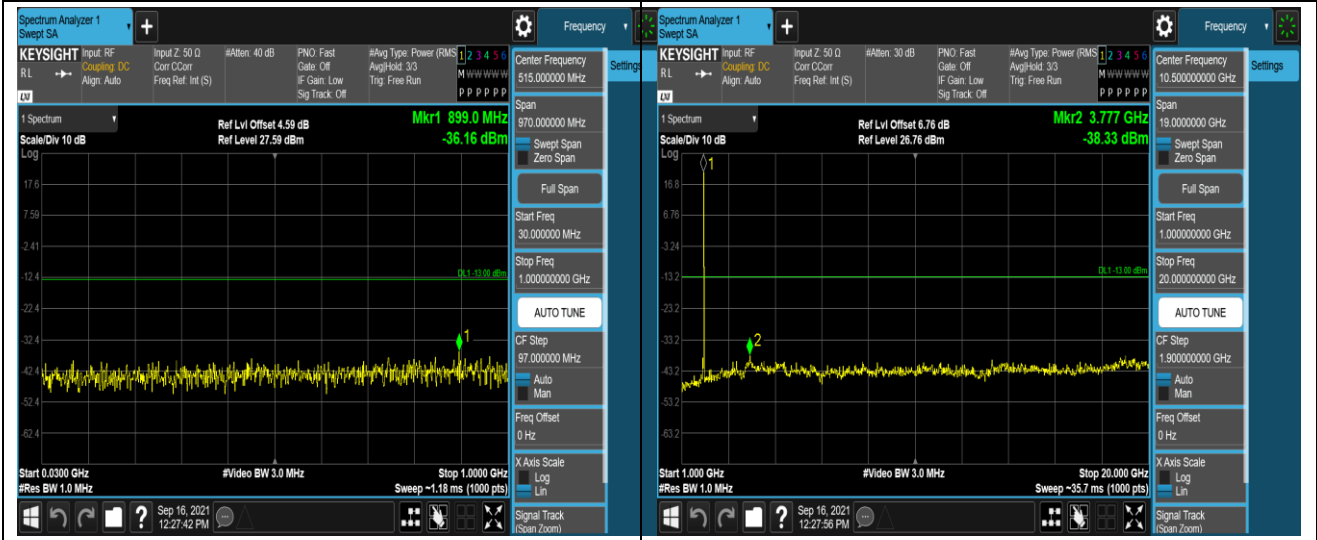 Spectrum Analyzer 1
Swept SA
+
Frequency
KEYSIGHT
RL
LXI
Input: RF
Coupling: DC
Align: Auto
Input Z: 50 Ω
Corr CCorr
Freq Ref: Int (S)
#Atten: 40 dB
PNO: Fast
Gate: Off
IF Gain: Low
Sig Track: Off
#Avg Type: Power (RMS
Avg|Hold: 3/3
Trig: Free Run
1 2 3 4 5 6
M W W W W W
P P P P P P
1 Spectrum
Scale/Div 10 dB
Log
Ref Lvl Offset 4.59 dB
Ref Level 27.59 dBm
Mkr1 899.0 MHz
-36.16 dBm
17.6
7.59
-2.41
-12.4
-22.4
-32.4
-42.4
-52.4
-62.4
DL1 -13.00 dBm
1
Start 0.0300 GHz
#Res BW 1.0 MHz
#Video BW 3.0 MHz
Stop 1.0000 GHz
Sweep ~1.18 ms (1000 pts)
Center Frequency
515.000000 MHz
Settings
Span
970.000000 MHz
Swept Span
Zero Span
Full Span
Start Freq
30.000000 MHz
Stop Freq
1.000000000 GHz
AUTO TUNE
CF Step
97.000000 MHz
Auto
Man
Freq Offset
0 Hz
X Axis Scale
Log
Lin
Signal Track
(Span Zoom)
?
Sep 16, 2021
12:27:42 PM
Spectrum Analyzer 1
Swept SA
+
Frequency
KEYSIGHT
RL
LXI
Input: RF
Coupling: DC
Align: Auto
Input Z: 50 Ω
Corr CCorr
Freq Ref: Int (S)
#Atten: 30 dB
PNO: Fast
Gate: Off
IF Gain: Low
Sig Track: Off
#Avg Type: Power (RMS
Avg|Hold: 3/3
Trig: Free Run
1 2 3 4 5 6
M W W W W W
P P P P P P
1 Spectrum
Scale/Div 10 dB
Log
Ref Lvl Offset 6.76 dB
Ref Level 26.76 dBm
Mkr2 3.777 GHz
-38.33 dBm
1
16.8
6.76
-3.24
-13.2
-23.2
-33.2
-43.2
-53.2
-63.2
DL1 -13.00 dBm
2
Start 1.000 GHz
#Res BW 1.0 MHz
#Video BW 3.0 MHz
Stop 20.000 GHz
Sweep ~35.7 ms (1000 pts)
Center Frequency
10.500000000 GHz
Settings
Span
19.0000000 GHz
Swept Span
Zero Span
Full Span
Start Freq
1.000000000 GHz
Stop Freq
20.000000000 GHz
AUTO TUNE
CF Step
1.900000000 GHz
Auto
Man
Freq Offset
0 Hz
X Axis Scale
Log
Lin
Signal Track
(Span Zoom)
?
Sep 16, 2021
12:27:56 PM